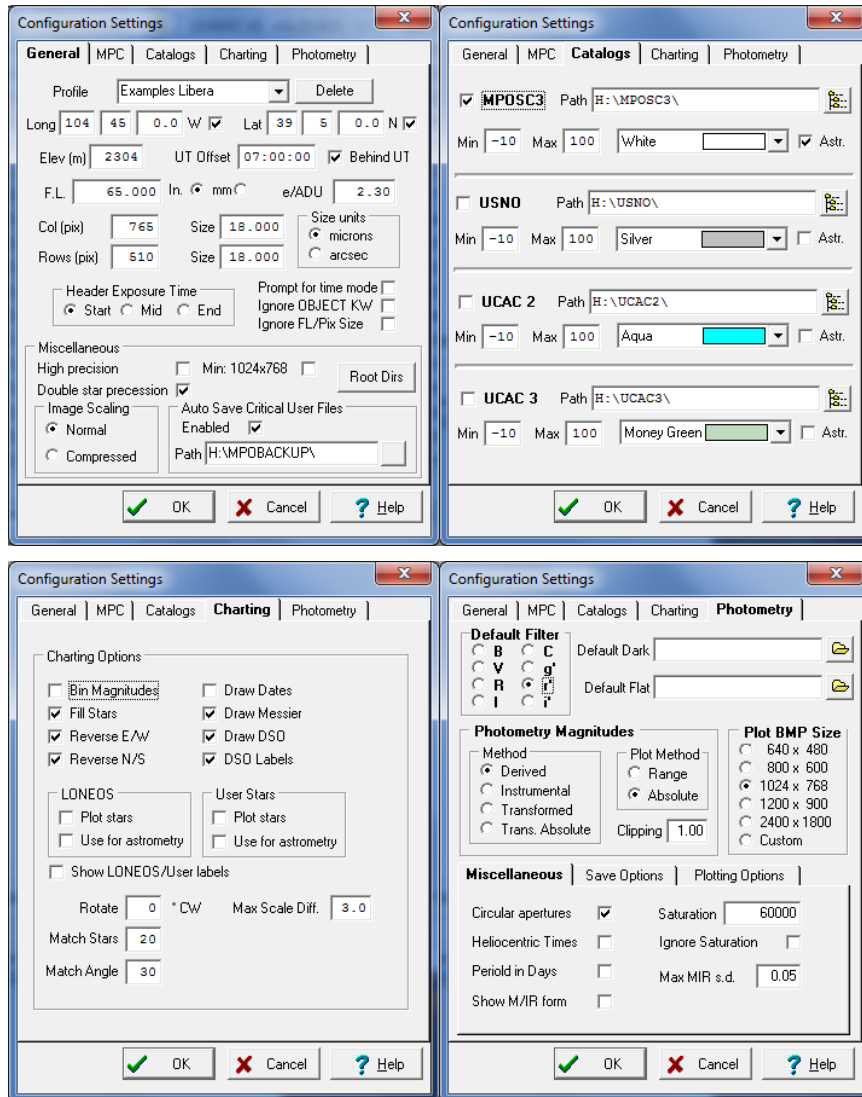 Configuration Settings
General MPC Catalogs Charting Photometry
Profile Examples Libera Delete
Long 104 45 0.0 W Lat 39 5 0.0 N
Elev (m) 2304 UT Offset 07:00:00 Behind UT
F.L. 65.000 In. mm e/ADU 2.30
Size units
Col (pix) 765 Size 18.000 microns
Rows (pix) 510 Size 18.000 arcsec
Header Exposure Time
Start Mid End
Prompt for time mode
Ignore OBJECT KW
Ignore FL/Pix Size
Miscellaneous
High precision Min: 1024x768 Root Dirs
Double star precession
Image Scaling
Normal
Compressed
Auto Save Critical User Files
Enabled
Path H:\MPOBACKUP\
OK Cancel Help
Configuration Settings
General MPC Catalogs Charting Photometry
MPOSC3 Path H:\MPOSC3\
Min -10 Max 100 White Astr.
USNO Path H:\USNO\
Min -10 Max 100 Silver Astr.
UCAC 2 Path H:\UCAC2\
Min -10 Max 100 Aqua Astr.
UCAC 3 Path H:\UCAC3\
Min -10 Max 100 Money Green Astr.
OK Cancel Help
Configuration Settings
General MPC Catalogs Charting Photometry
Charting Options
Bin Magnitudes Draw Dates
Fill Stars Draw Messier
Reverse E/W Draw DSO
Reverse N/S DSO Labels
LONEOS User Stars
Plot stars Plot stars
Use for astrometry Use for astrometry
Show LONEOS/User labels
Rotate 0 ° CW Max Scale Diff. 3.0
Match Stars 20
Match Angle 30
OK Cancel Help
Configuration Settings
General MPC Catalogs Charting Photometry
Default Filter
B C
V g'
R r'
I i'
Default Dark
Default Flat
Photometry Magnitudes
Method
Derived
Instrumental
Transformed
Trans. Absolute
Plot Method
Range
Absolute
Clipping 1.00
Plot BMP Size
640 x 480
800 x 600
1024 x 768
1200 x 900
2400 x 1800
Custom
Miscellaneous Save Options Plotting Options
Circular apertures Saturation 60000
Heliocentric Times Ignore Saturation
Periold in Days Max MIR s.d. 0.05
Show M/IR form
OK Cancel Help